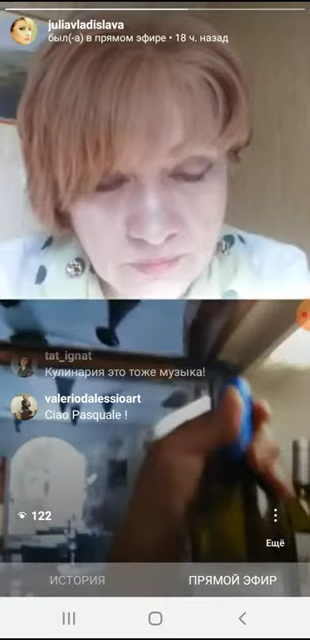 juliavladislava
был(-а) в прямом эфире • 18 ч. назад
tat_ignat
Кулинария это тоже музыка!
valeriodalessioart
Ciao Pasquale !
122
Ещё
ИСТОРИЯ
ПРЯМОЙ ЭФИР